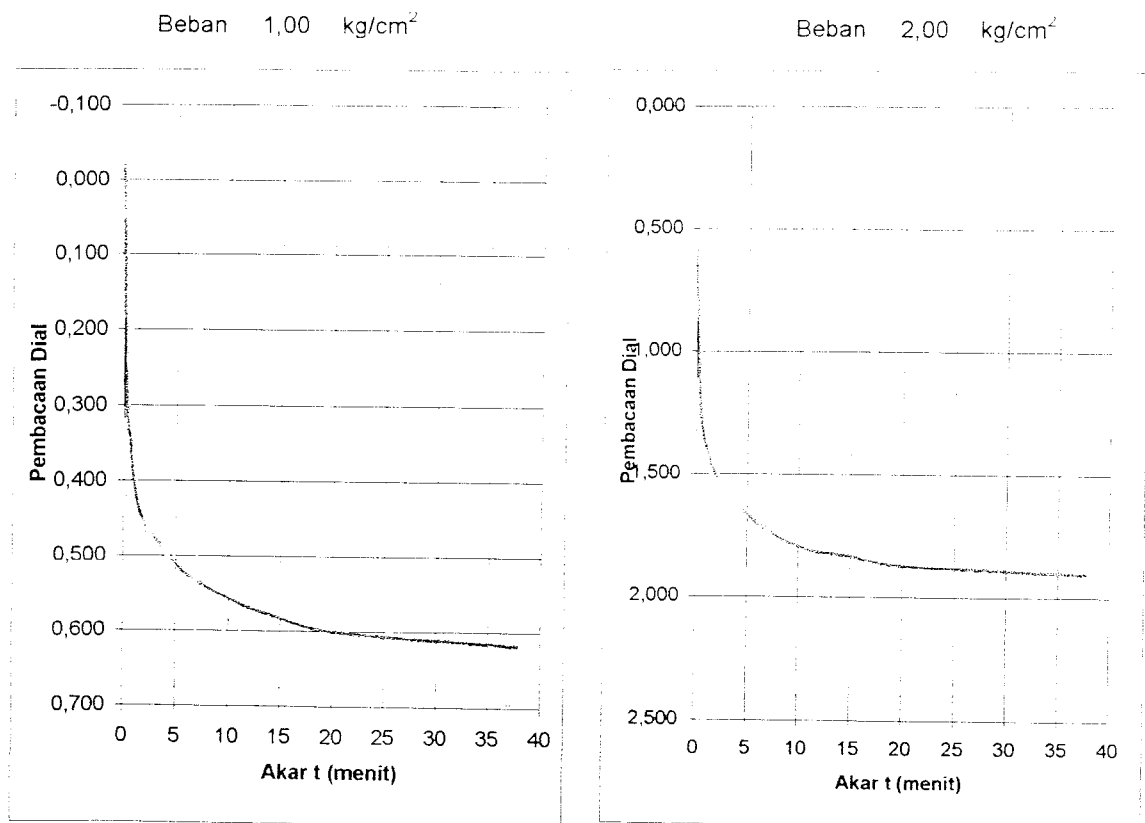 Beban 1,00 kg/cm²
-0,100
0,000
0,100
0,200
0,300
0,400
0,500
0,600
0,700
Pembacaan Dial
0 5 10 15 20 25 30 35 40
Akar t (menit)
Beban 2,00 kg/cm²
0,000
0,500
1,000
1,500
2,000
2,500
Pembacaan Dial
0 5 10 15 20 25 30 35 40
Akar t (menit)